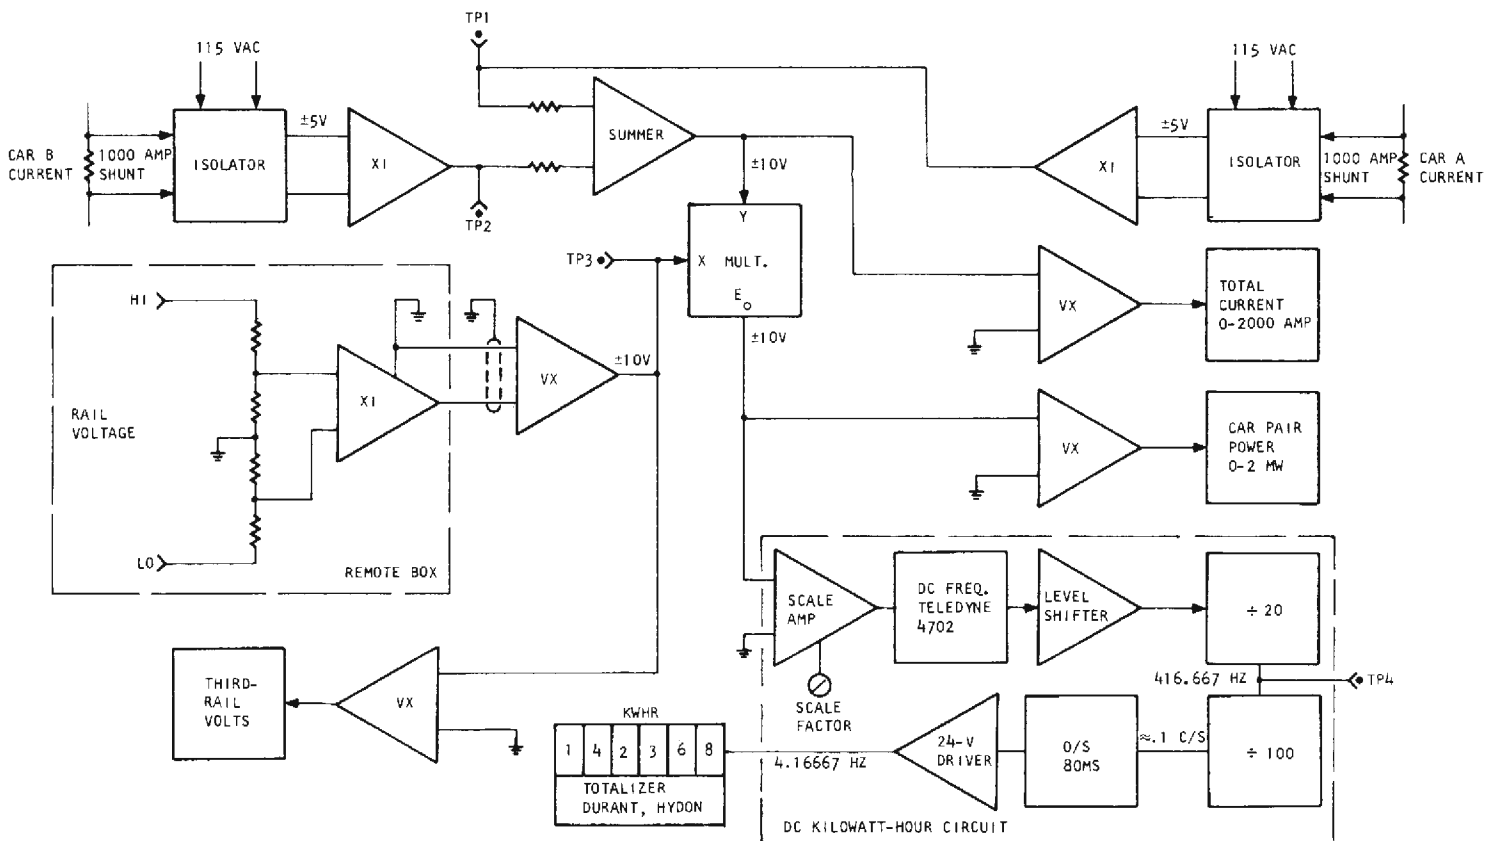 TP1
115 VAC
115 VAC
CAR B
CURRENT
1000 AMP
SHUNT
ISOLATOR
±5V
X1
TP2
SUMMER
±10V
X1
±5V
ISOLATOR
1000 AMP
SHUNT
CAR A
CURRENT
Y
TP3
X MULT.
Eo
±10V
VX
TOTAL
CURRENT
0-2000 AMP
HI
RAIL
VOLTAGE
X1
LO
REMOTE BOX
VX
±10V
VX
CAR PAIR
POWER
0-2 MW
SCALE
AMP
SCALE
FACTOR
DC FREQ.
TELEDYNE
4702
LEVEL
SHIFTER
÷ 20
416.667 HZ
TP4
THIRD-
RAIL
VOLTS
VX
KWHR
1 4 2 3 6 8
TOTALIZER
DURANT, HYDON
4.16667 HZ
24-V
DRIVER
O/S
80MS
≈.1 C/S
÷ 100
DC KILOWATT-HOUR CIRCUIT